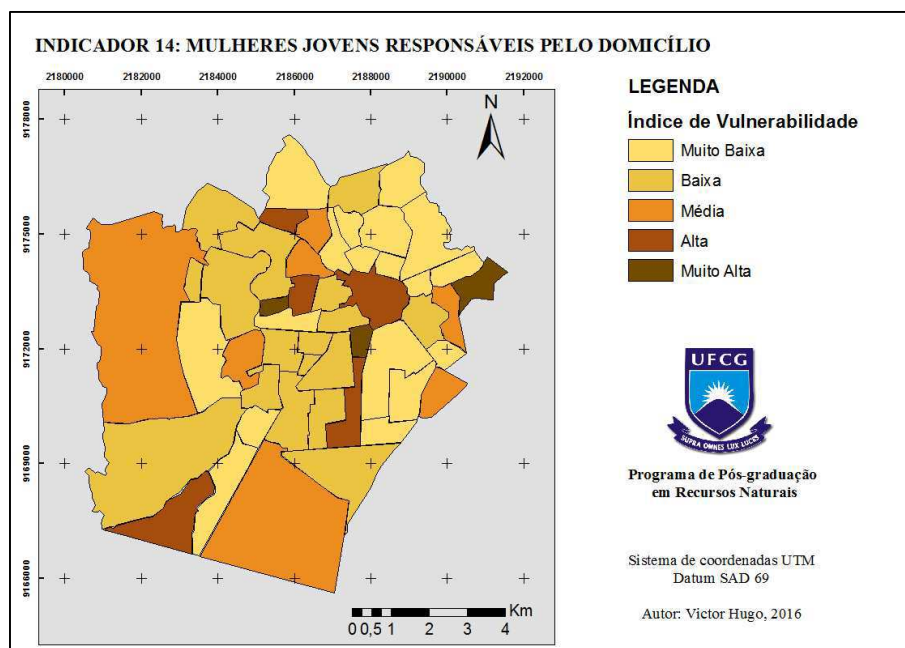 INDICADOR 14: MULHERES JOVENS RESPONSÁVEIS PELO DOMICÍLIO
2180000 2182000 2184000 2186000 2188000 2190000 2192000
9178000
9175000
9172000
9169000
9166000
N
Km
0 0,5 1 2 3 4
LEGENDA
Índice de Vulnerabilidade
Muito Baixa
Baixa
Média
Alta
Muito Alta
UFCG
SUPRA OMNES LUX LUCES
Programa de Pós-graduação
em Recursos Naturais
Sistema de coordenadas UTM
Datum SAD 69
Autor: Victor Hugo, 2016